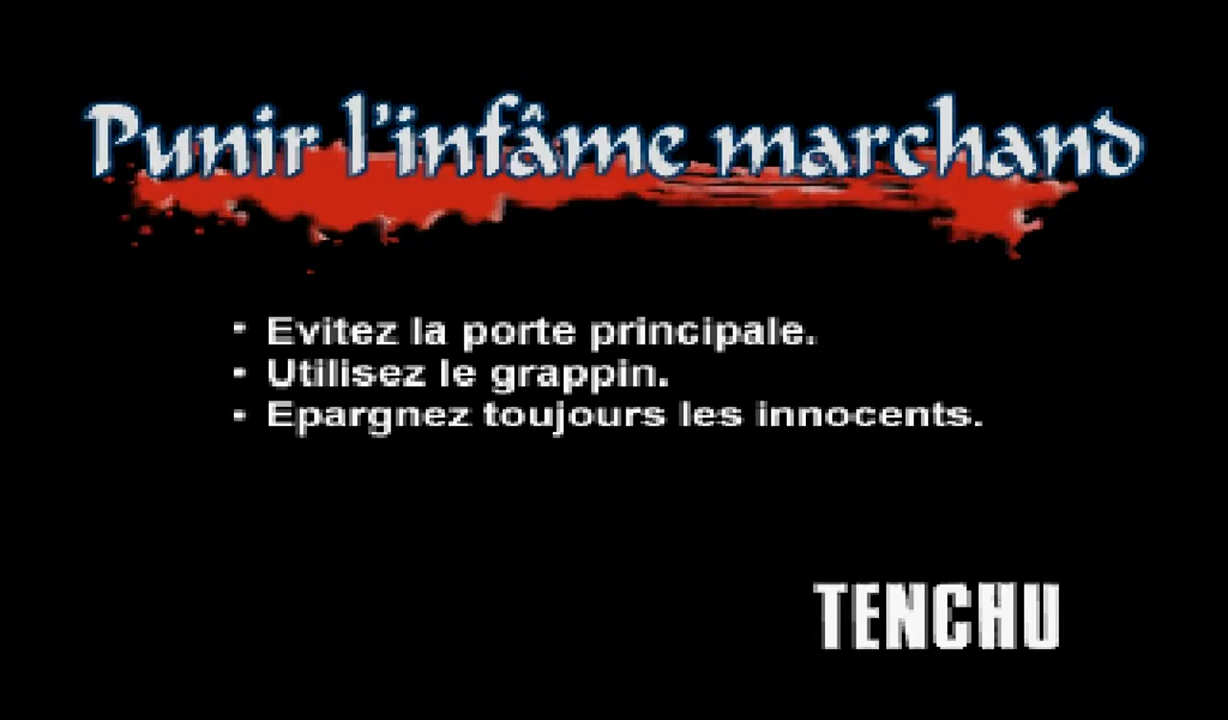 Punir l'infâme marchand
▪ Evitez la porte principale.
▪ Utilisez le grappin.
▪ Epargnez toujours les innocents.
TENCHU